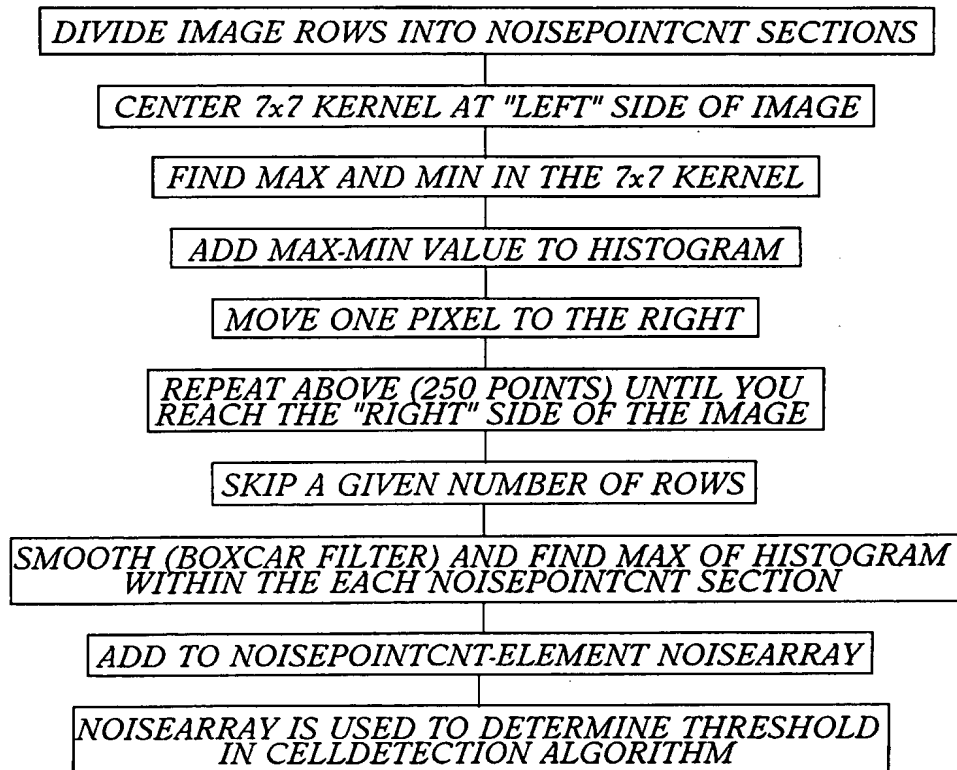 DIVIDE IMAGE ROWS INTO NOISEPOINTCNT SECTIONS
CENTER 7x7 KERNEL AT "LEFT" SIDE OF IMAGE
FIND MAX AND MIN IN THE 7x7 KERNEL
ADD MAX-MIN VALUE TO HISTOGRAM
MOVE ONE PIXEL TO THE RIGHT
REPEAT ABOVE (250 POINTS) UNTIL YOU
REACH THE "RIGHT" SIDE OF THE IMAGE
SKIP A GIVEN NUMBER OF ROWS
SMOOTH (BOXCAR FILTER) AND FIND MAX OF HISTOGRAM
WITHIN THE EACH NOISEPOINTCNT SECTION
ADD TO NOISEPOINTCNT-ELEMENT NOISEARRAY
NOISEARRAY IS USED TO DETERMINE THRESHOLD
IN CELLDETECTION ALGORITHM